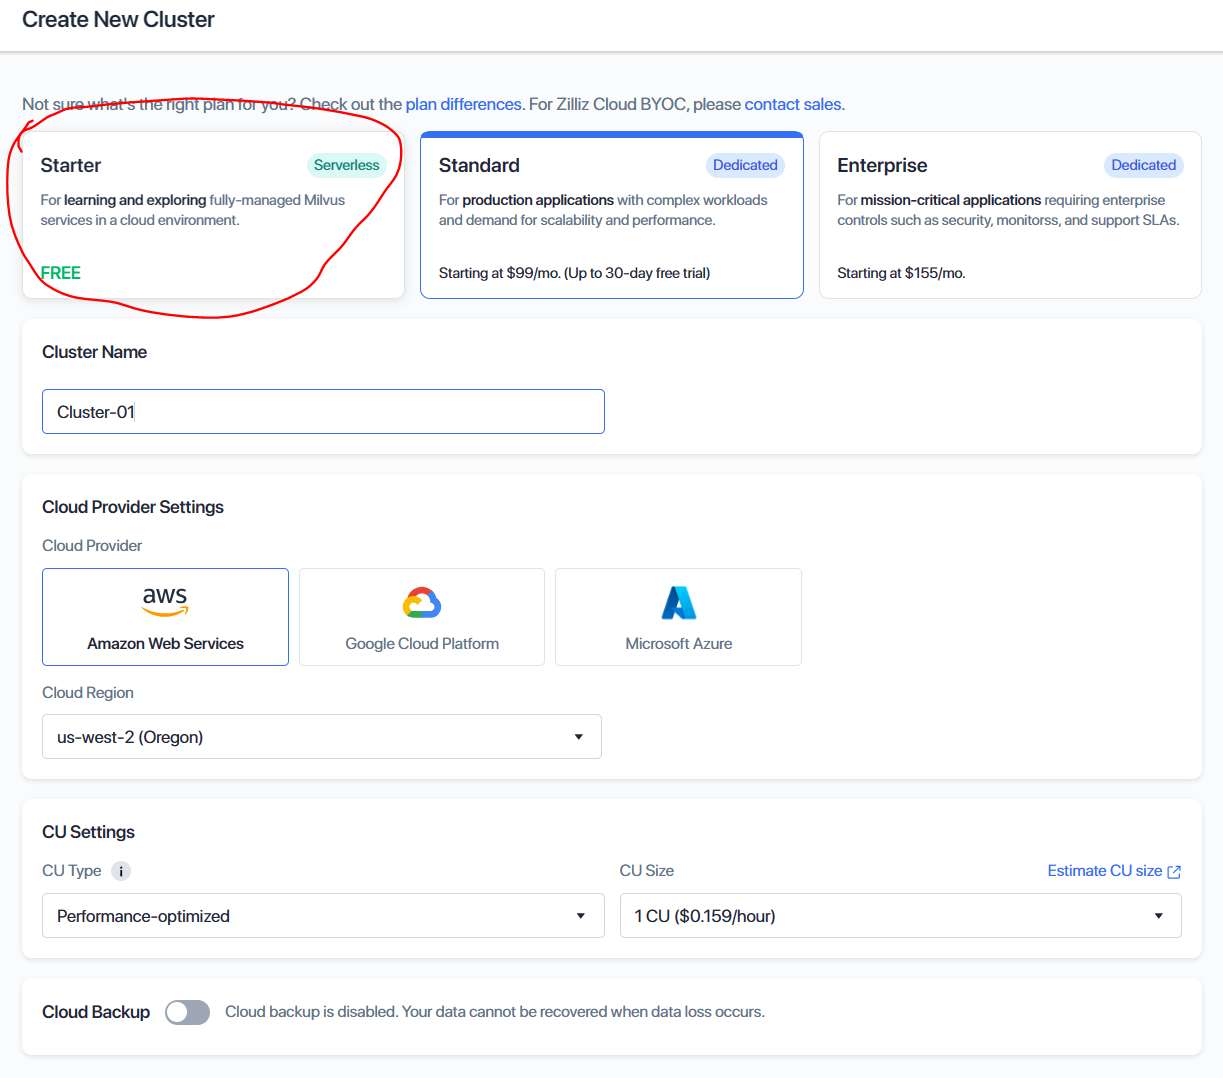 Create New Cluster
Not sure what's the right plan for you? Check out the plan differences. For Zilliz Cloud BYOC, please contact sales.
Starter
Serverless
For learning and exploring fully-managed Milvus
services in a cloud environment.
FREE
Standard
Dedicated
For production applications with complex workloads
and demand for scalability and performance.
Starting at $99/mo. (Up to 30-day free trial)
Enterprise
Dedicated
For mission-critical applications requiring enterprise
controls such as security, monitorss, and support SLAs.
Starting at $155/mo.
Cluster Name
Cluster-01
Cloud Provider Settings
Cloud Provider
aws
Amazon Web Services
Google Cloud Platform
Microsoft Azure
Cloud Region
us-west-2 (Oregon)
CU Settings
CU Type i
Performance-optimized
CU Size
Estimate CU size
1 CU ($0.159/hour)
Cloud Backup
Cloud backup is disabled. Your data cannot be recovered when data loss occurs.